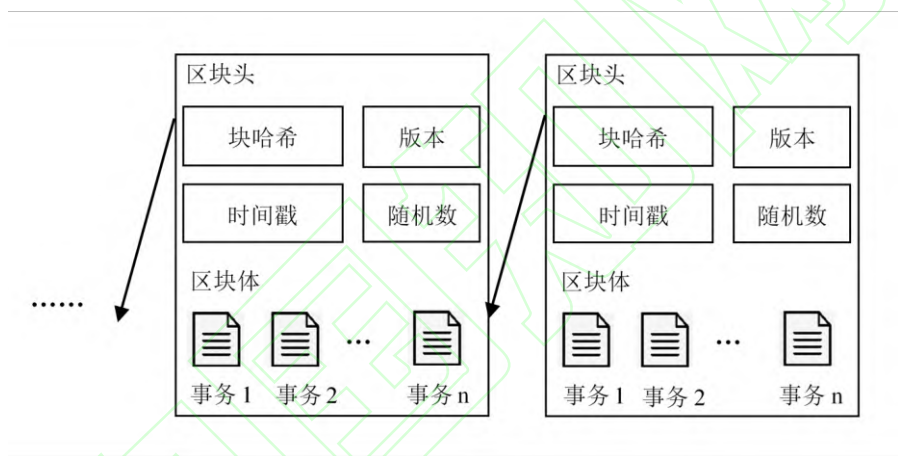 区块头 区块头
块哈希 版本 块哈希 版本
时间戳 随机数 时间戳 随机数
区块体 区块体
……
… …
事务1 事务2 事务n 事务1 事务2 事务n